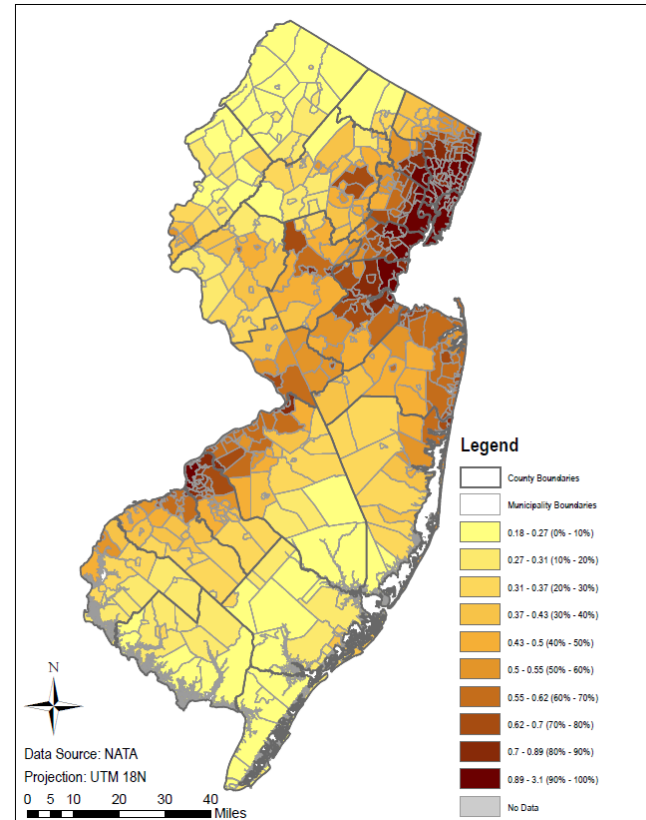 Legend
County Boundaries
Municipality Boundaries
0.18 - 0.27 (0% - 10%)
0.27 - 0.31 (10% - 20%)
0.31 - 0.37 (20% - 30%)
0.37 - 0.43 (30% - 40%)
0.43 - 0.5 (40% - 50%)
0.5 - 0.55 (50% - 60%)
0.55 - 0.62 (60% - 70%)
0.62 - 0.7 (70% - 80%)
0.7 - 0.89 (80% - 90%)
0.89 - 3.1 (90% - 100%)
No Data
N
Data Source: NATA
Projection: UTM 18N
0 5 10 20 30 40
Miles